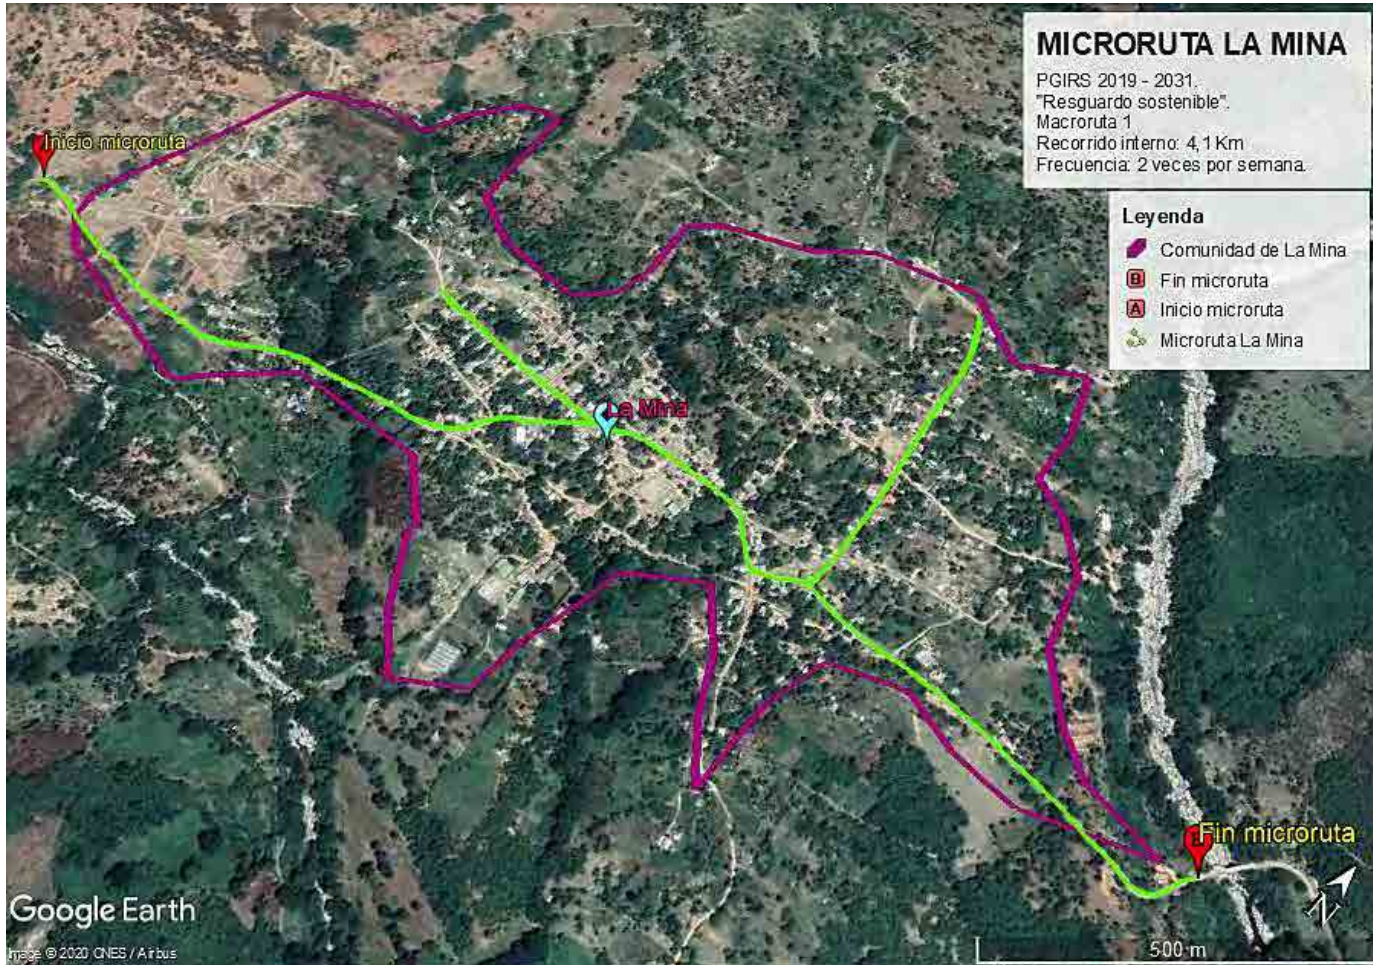 MICRORUTA LA MINA
PGIRS 2019 - 2031.
"Resguardo sostenible".
Macroruta 1
Recorrido interno: 4,1 Km
Frecuencia: 2 veces por semana.
Leyenda
Comunidad de La Mina
B Fin microruta
A Inicio microruta
Microruta La Mina
Inicio microruta
La Mina
Fin microruta
N
Google Earth
Image © 2020 CNES / Airbus
500 m